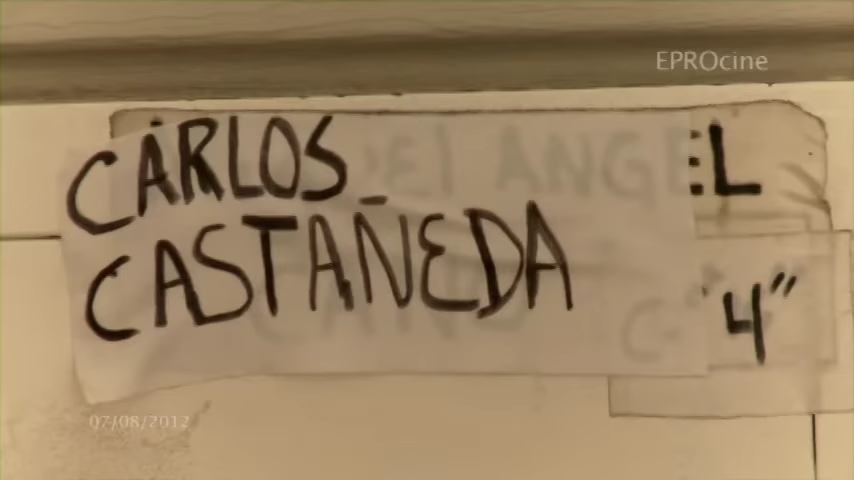 EPROcine
CARLOS
CASTAÑEDA
EL
"4"
07/08/2012